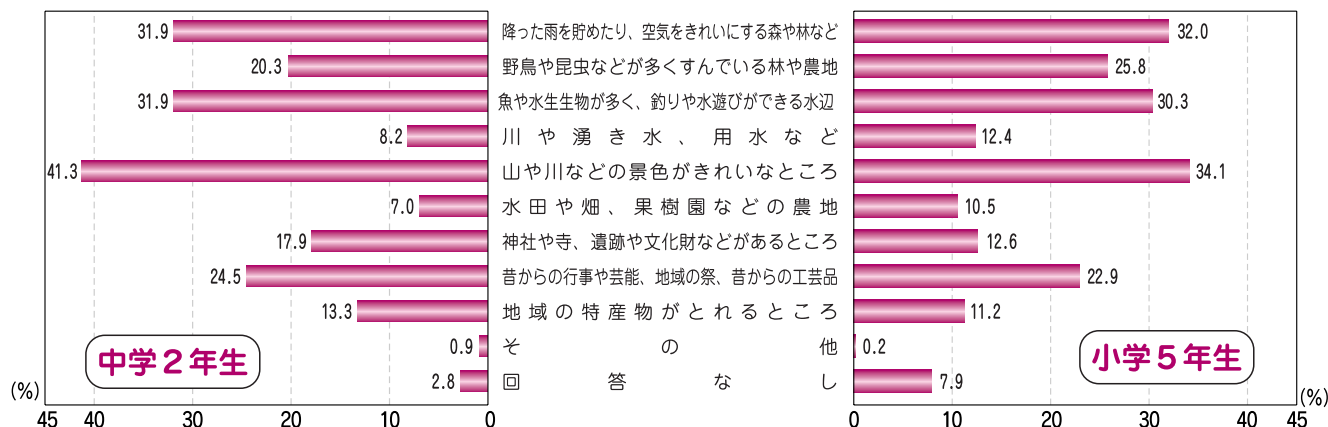 31.9 降った雨を貯めたり、空気をきれいにする森や林など 32.0
20.3 野鳥や昆虫などが多くすんでいる林や農地 25.8
31.9 魚や水生生物が多く、釣りや水遊びができる水辺 30.3
8.2 川や湧き水、用水など 12.4
41.3 山や川などの景色がきれいなところ 34.1
7.0 水田や畑、果樹園などの農地 10.5
17.9 神社や寺、遺跡や文化財などがあるところ 12.6
24.5 昔からの行事や芸能、地域の祭、昔からの工芸品 22.9
13.3 地域の特産物がとれるところ 11.2
0.9 その他 0.2
2.8 回答なし 7.9
中学2年生
小学5年生
(%) 45 40 30 20 10 0
0 10 20 30 40 45 (%)